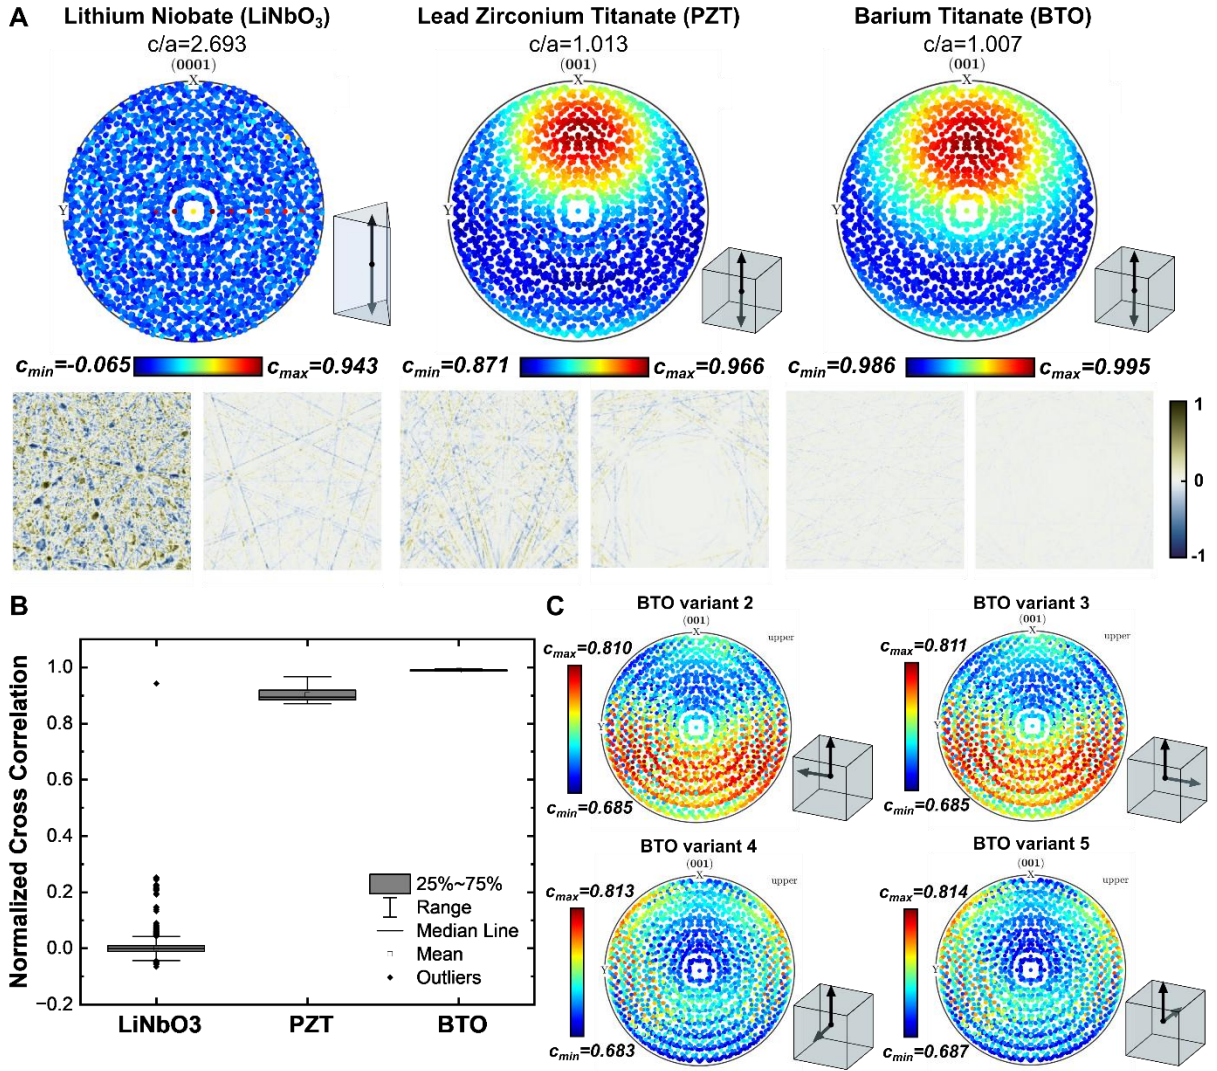 A
Lithium Niobate (LiNbO3)
c/a=2.693
(0001)
X
Y
Lead Zirconium Titanate (PZT)
c/a=1.013
(001)
X
Y
Barium Titanate (BTO)
c/a=1.007
(001)
X
Y
cmin=-0.065
cmax=0.943
cmin=0.871
cmax=0.966
cmin=0.986
cmax=0.995
1
0
-1
B
Normalized Cross Correlation
1.0
0.8
0.6
0.4
0.2
0.0
−0.2
25%~75%
Range
Median Line
Mean
Outliers
LiNbO3
PZT
BTO
C
BTO variant 2
(001)
X
upper
Y
cmax=0.810
cmin=0.685
BTO variant 3
(001)
X
upper
Y
cmax=0.811
cmin=0.685
BTO variant 4
(001)
X
upper
Y
cmax=0.813
cmin=0.683
BTO variant 5
(001)
X
upper
Y
cmax=0.814
cmin=0.687